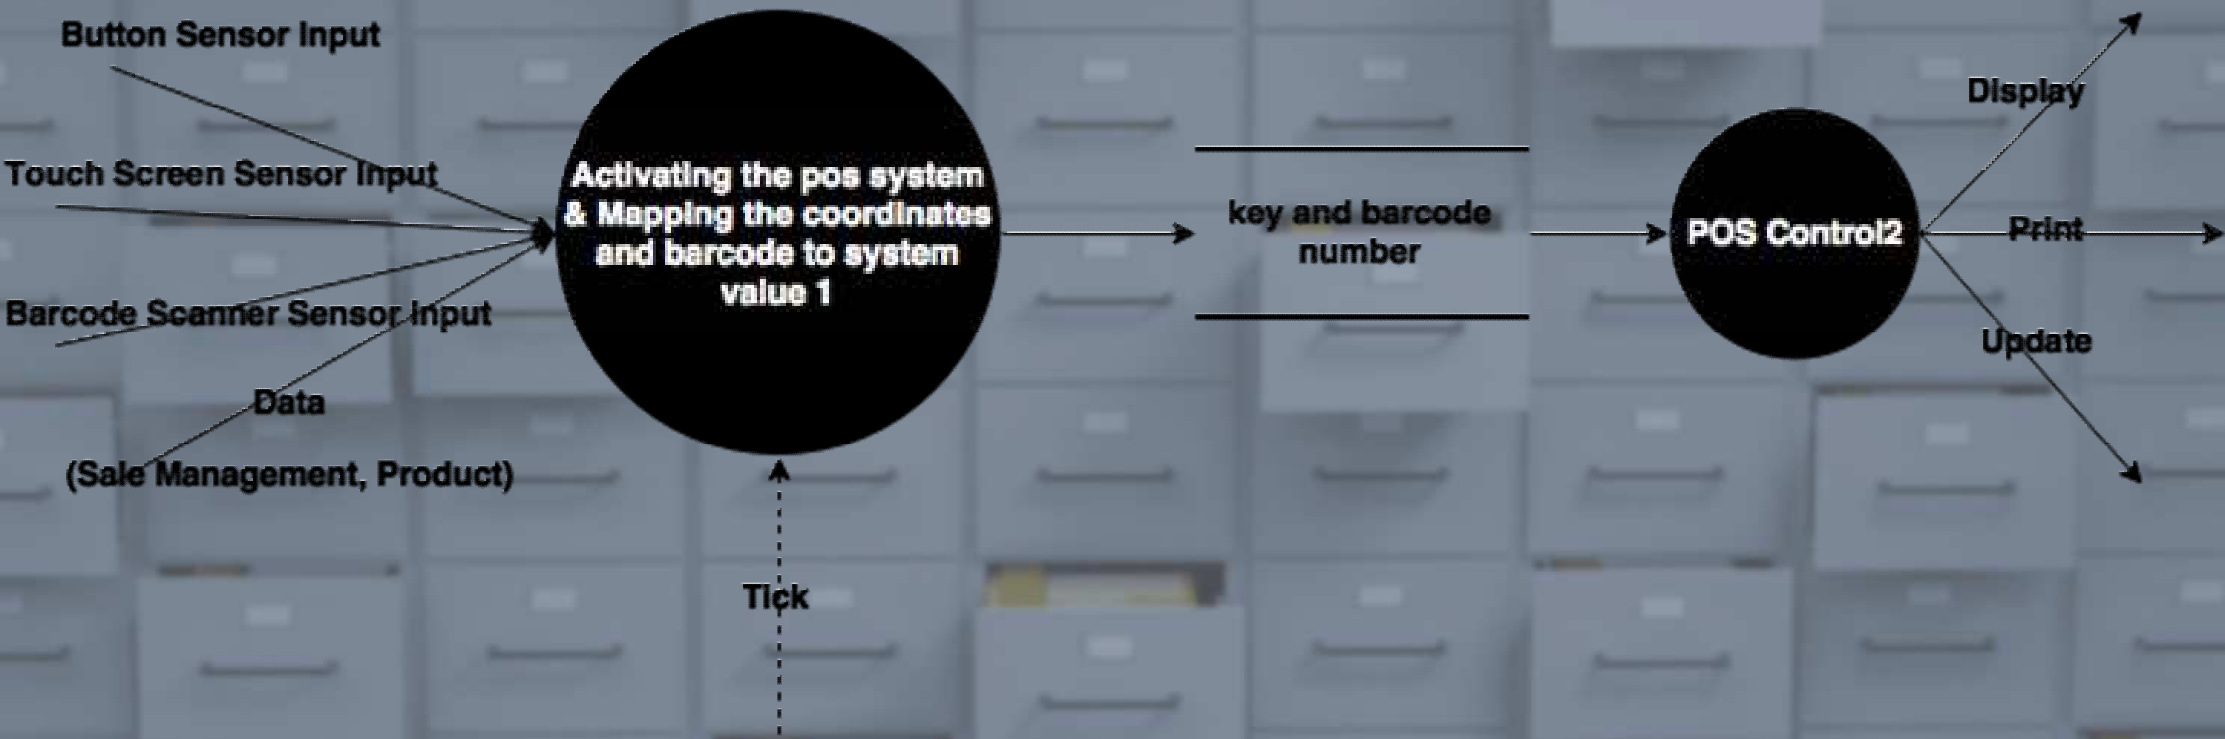 Button Sensor Input
Touch Screen Sensor Input
Barcode Scanner Sensor Input
Data
(Sale Management, Product)
Activating the pos system
& Mapping the coordinates
and barcode to system
value 1
Tick
key and barcode
number
POS Control2
Display
Print
Update